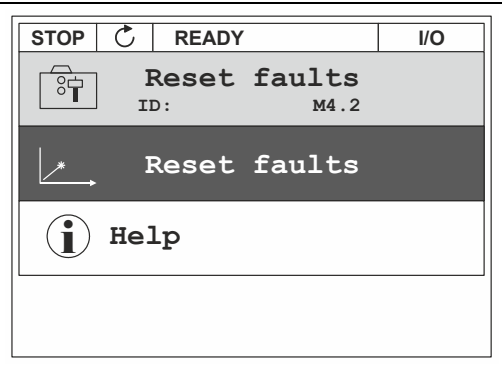 STOP READY I/O
Reset faults
ID: M4.2
Reset faults
Help